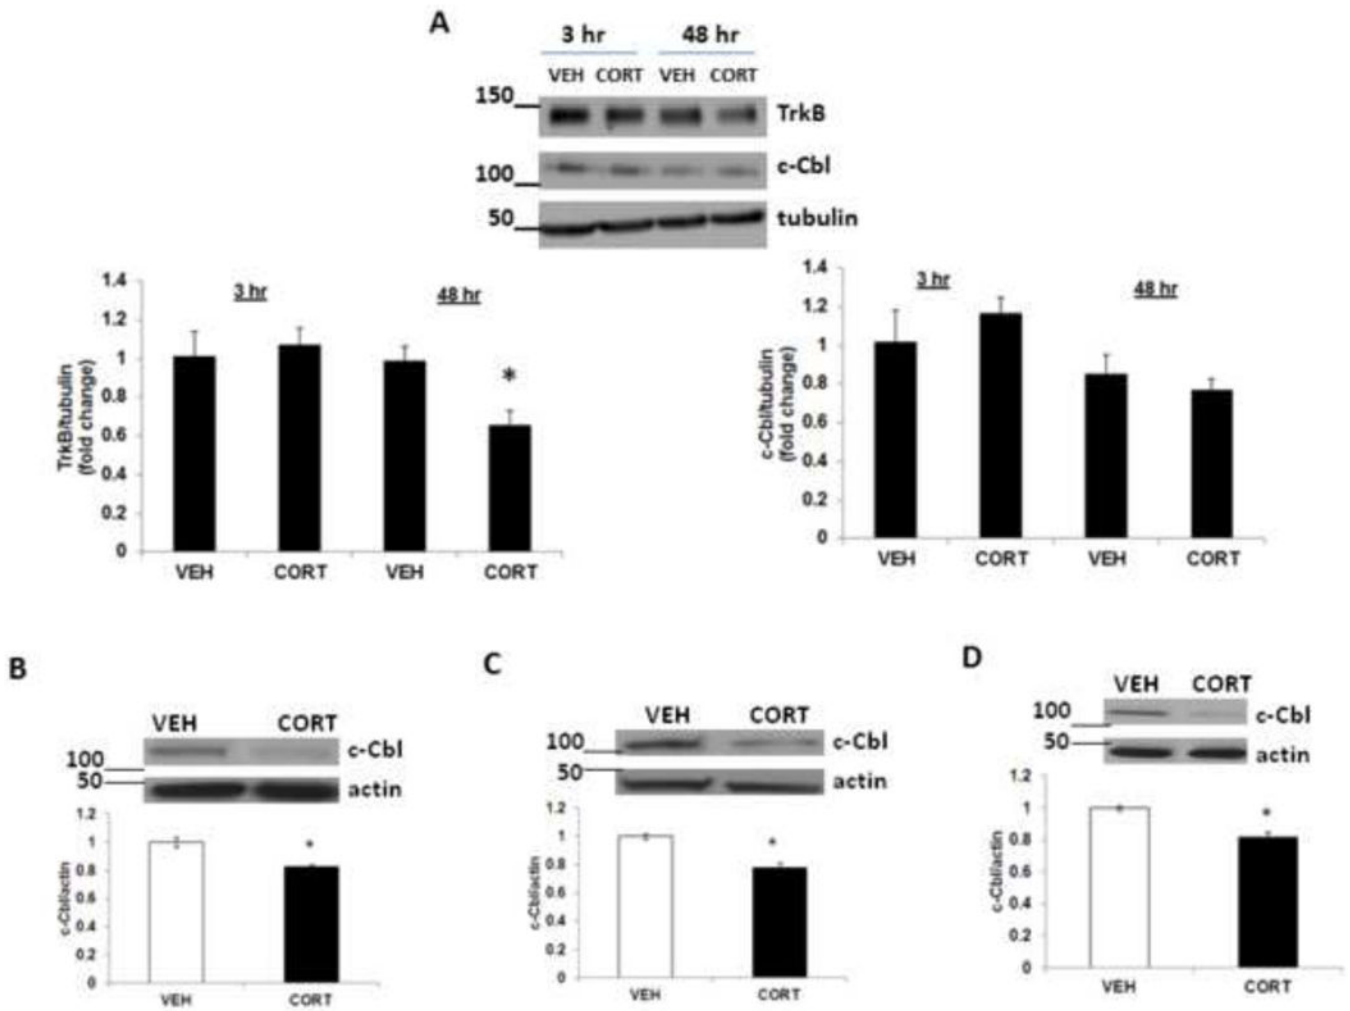 A
3 hr 48 hr
VEH CORT VEH CORT
150 TrkB
100 c-Cbl
50 tubulin
1.4
1.2
1
0.8
0.6
0.4
0.2
0
TrkB/tubulin
(fold change)
3 hr
48 hr
*
VEH CORT VEH CORT
1.4
1.2
1
0.8
0.6
0.4
0.2
0
c-Cbl/tubulin
(fold change)
3 hr
48 hr
VEH CORT VEH CORT
B
VEH CORT
100 c-Cbl
50 actin
1.2
1
0.8
0.6
0.4
0.2
0
c-Cbl/actin
*
VEH CORT
C
VEH CORT
100 c-Cbl
50 actin
1.2
1
0.8
0.6
0.4
0.2
0
c-Cbl/actin
*
VEH CORT
D
VEH CORT
100 c-Cbl
50 actin
1.2
1
0.8
0.6
0.4
0.2
0
c-Cbl/actin
*
VEH CORT